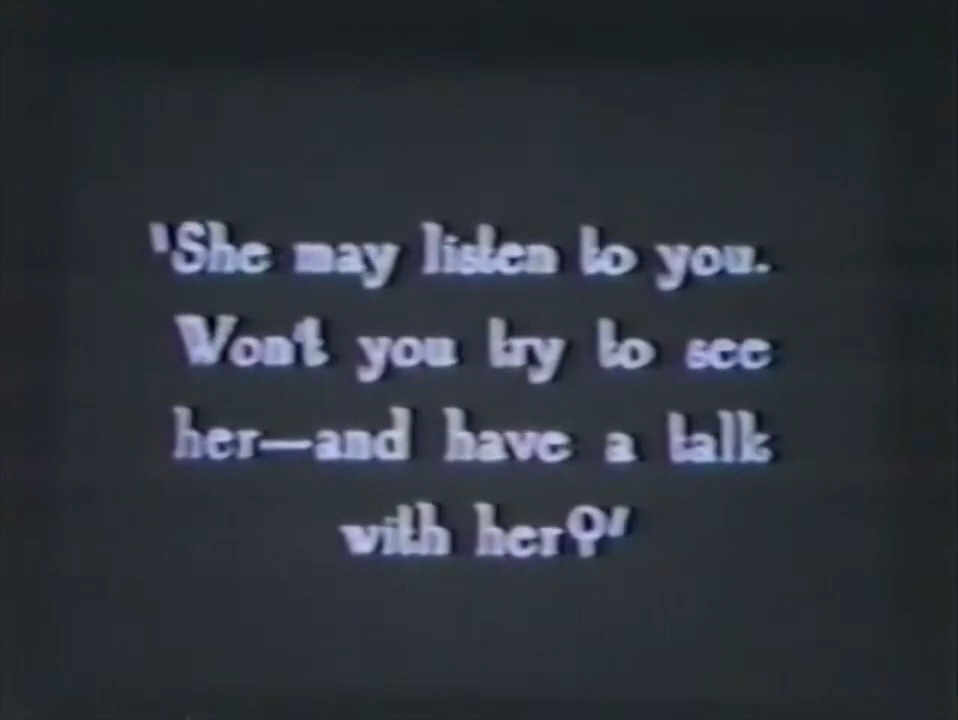 "She may listen to you.
Won't you try to see
her—and have a talk
with her?"